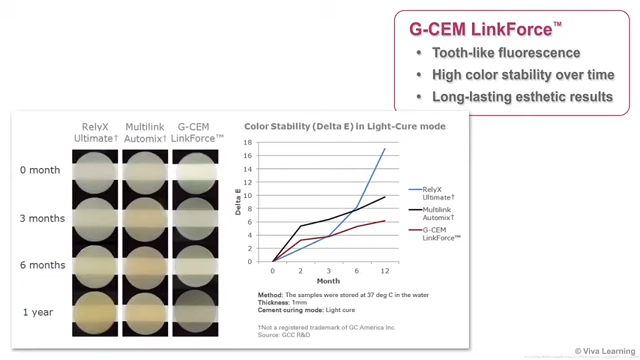 G-CEM LinkForce™
• Tooth-like fluorescence
• High color stability over time
• Long-lasting esthetic results
RelyX Ultimate†
Multilink Automix†
G-CEM LinkForce™
0 month
3 months
6 months
1 year
Color Stability (Delta E) in Light-Cure mode
Delta E
18
16
14
12
10
8
6
4
2
0
0 2 3 6 12
Month
RelyX
Ultimate†
Multilink
Automix†
G-CEM
LinkForce™
Method: The samples were stored at 37 deg C in the water
Thickness: 1mm
Cement curing mode: Light cure
†Not a registered trademark of GC America Inc.
Source: GCC R&D
© Viva Learning